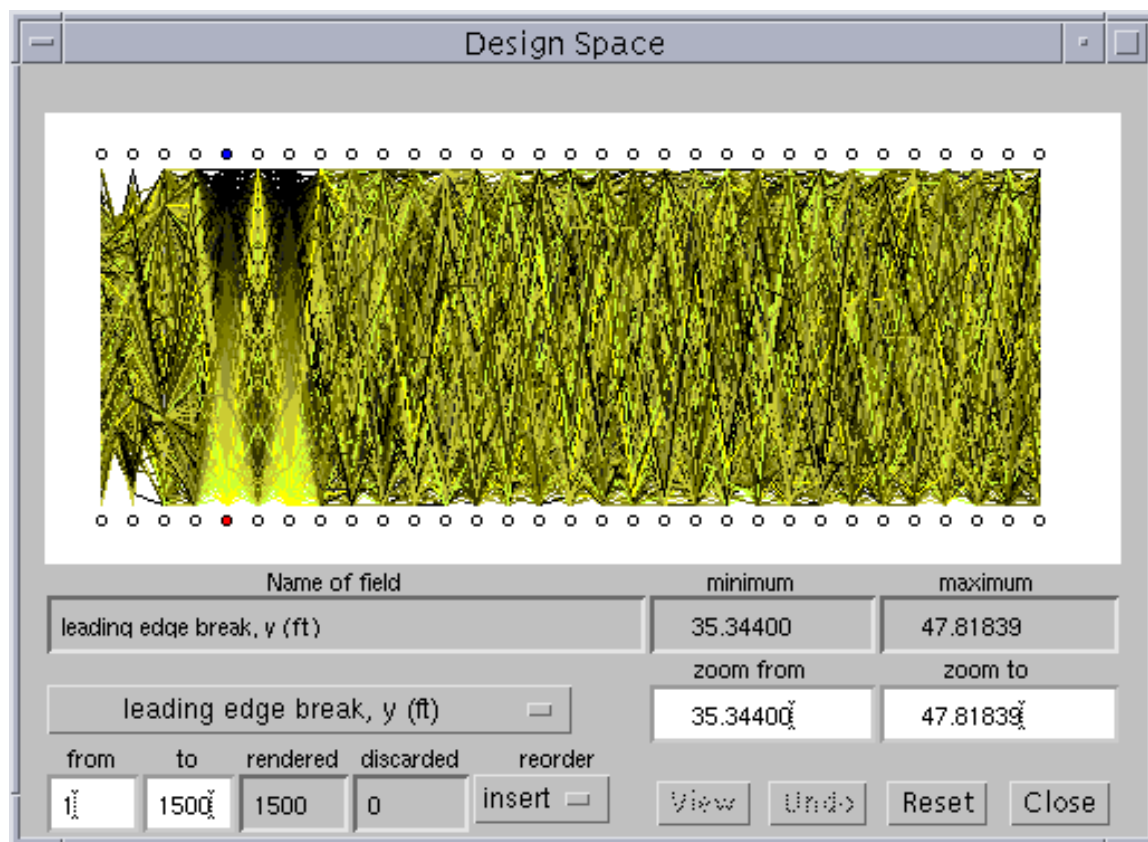 Design Space
Name of field minimum maximum
leading edge break, y (ft) 35.34400 47.81839
zoom from zoom to
leading edge break, y (ft) 35.34400 47.81839
from to rendered discarded reorder
1 1500 1500 0 insert View Undo Reset Close